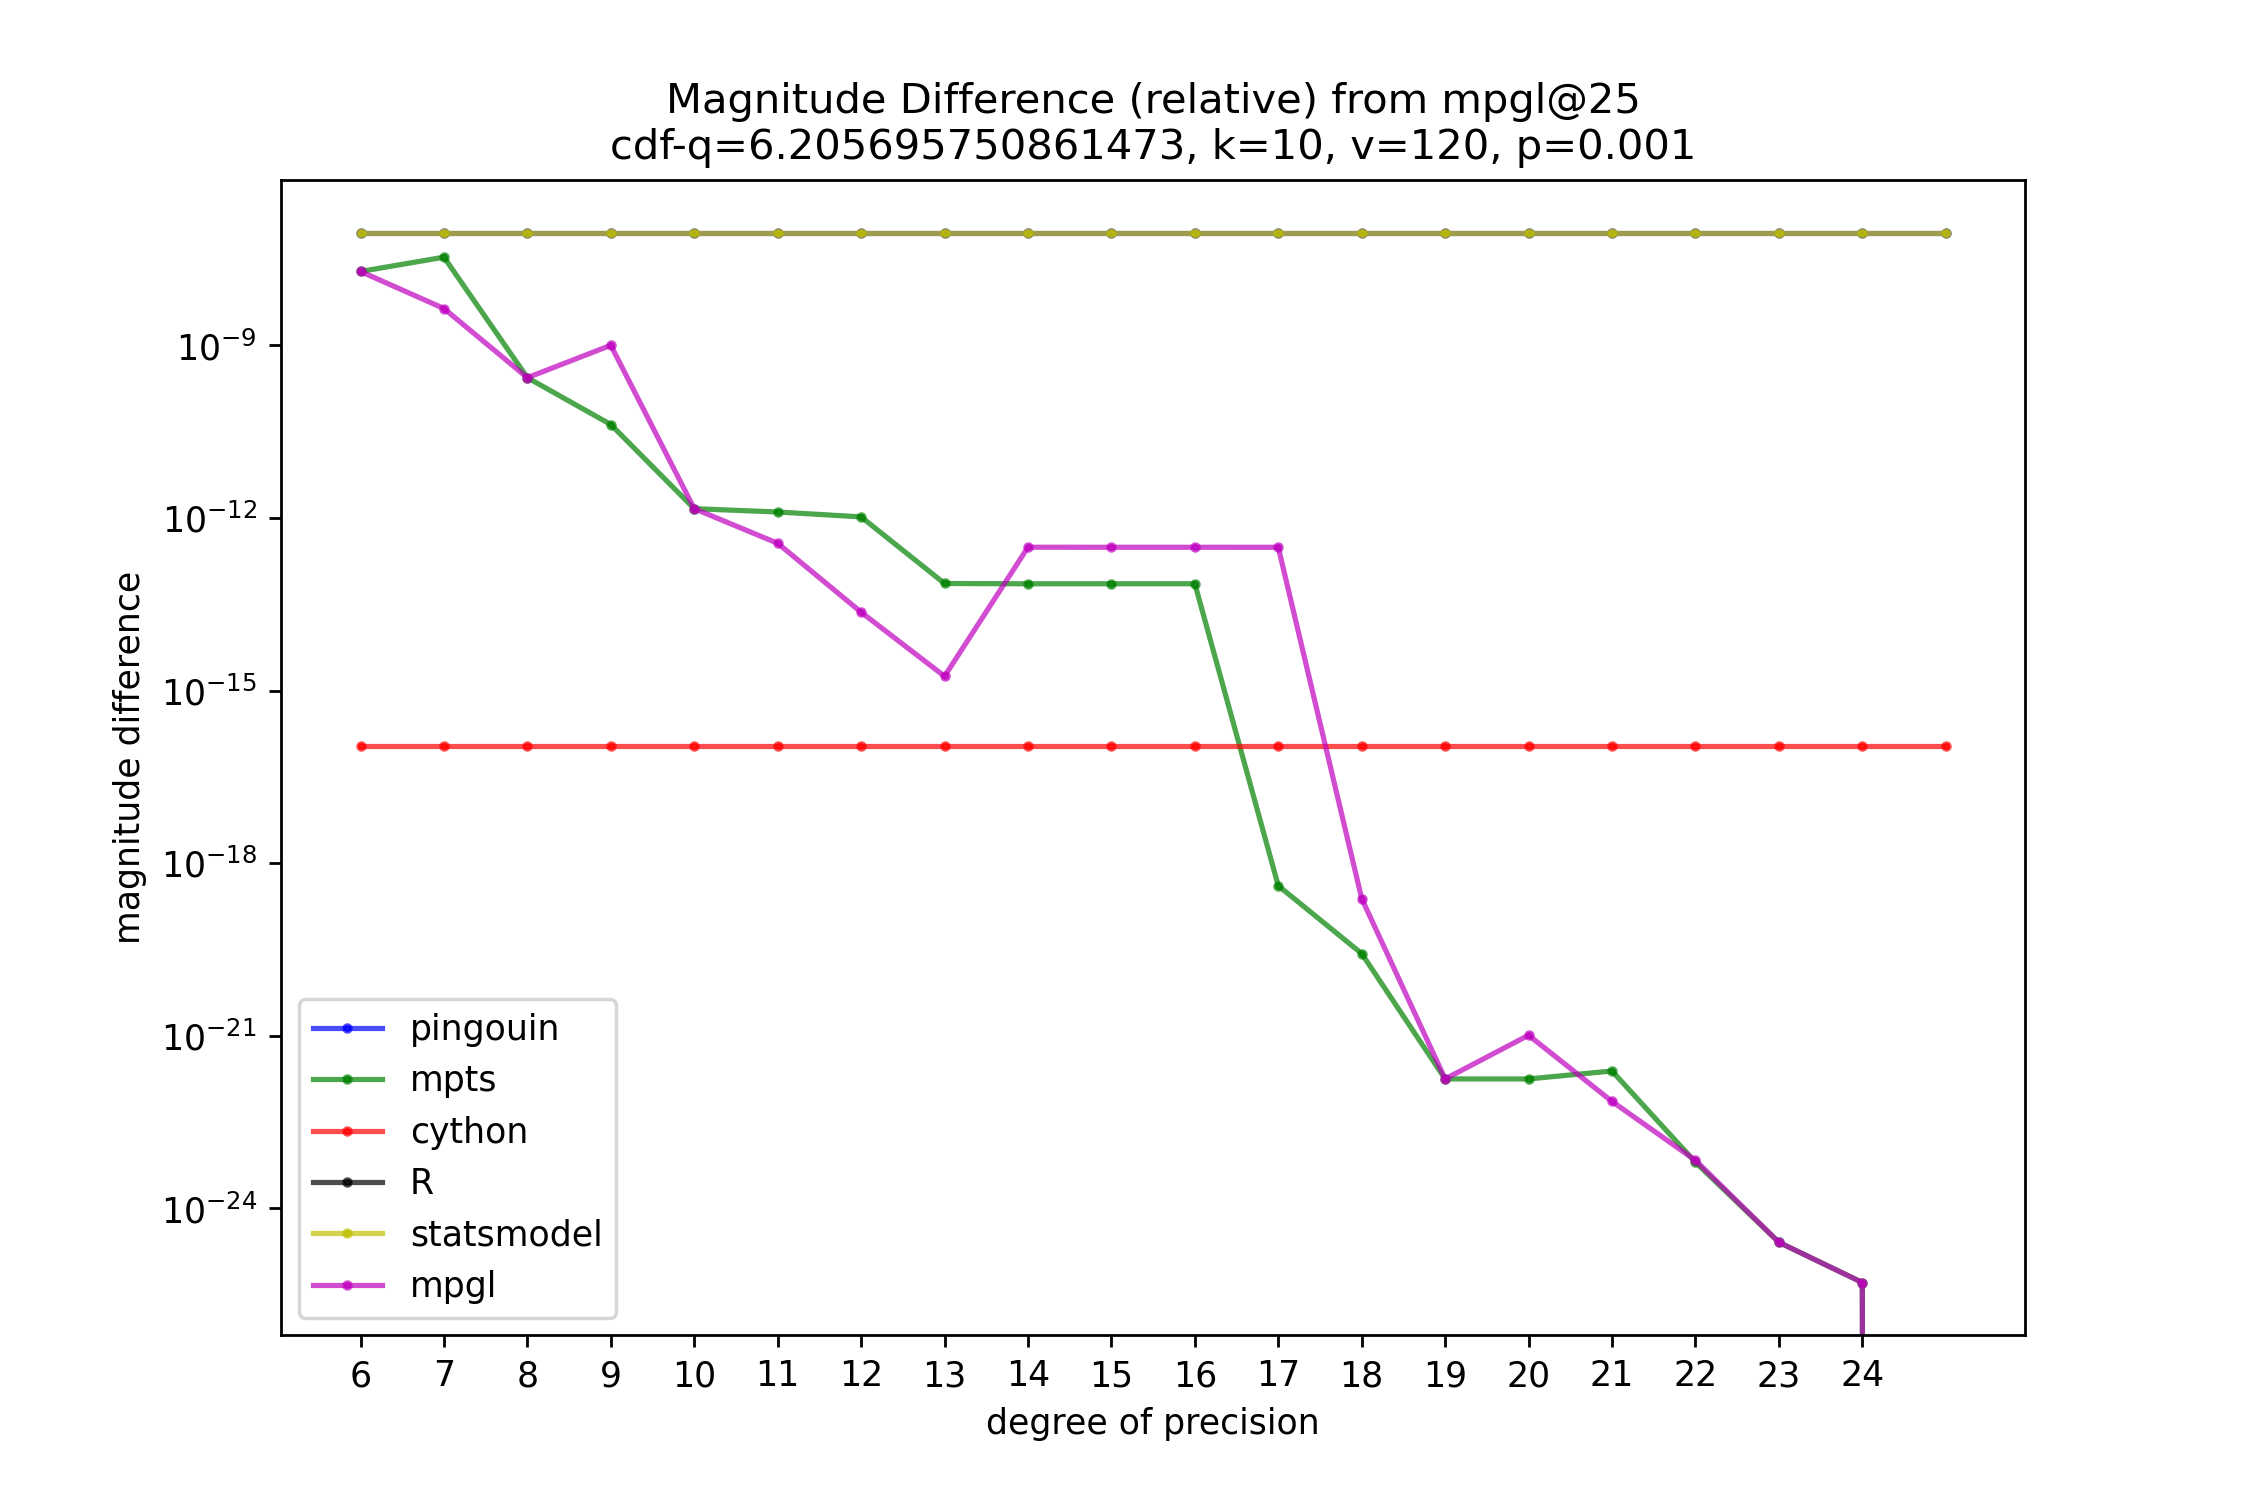 Magnitude Difference (relative) from mpgl@25
cdf-q=6.205695750861473, k=10, v=120, p=0.001
magnitude difference
10⁻⁹
10⁻¹²
10⁻¹⁵
10⁻¹⁸
10⁻²¹
10⁻²⁴
pingouin
mpts
cython
R
statsmodel
mpgl
6 7 8 9 10 11 12 13 14 15 16 17 18 19 20 21 22 23 24
degree of precision